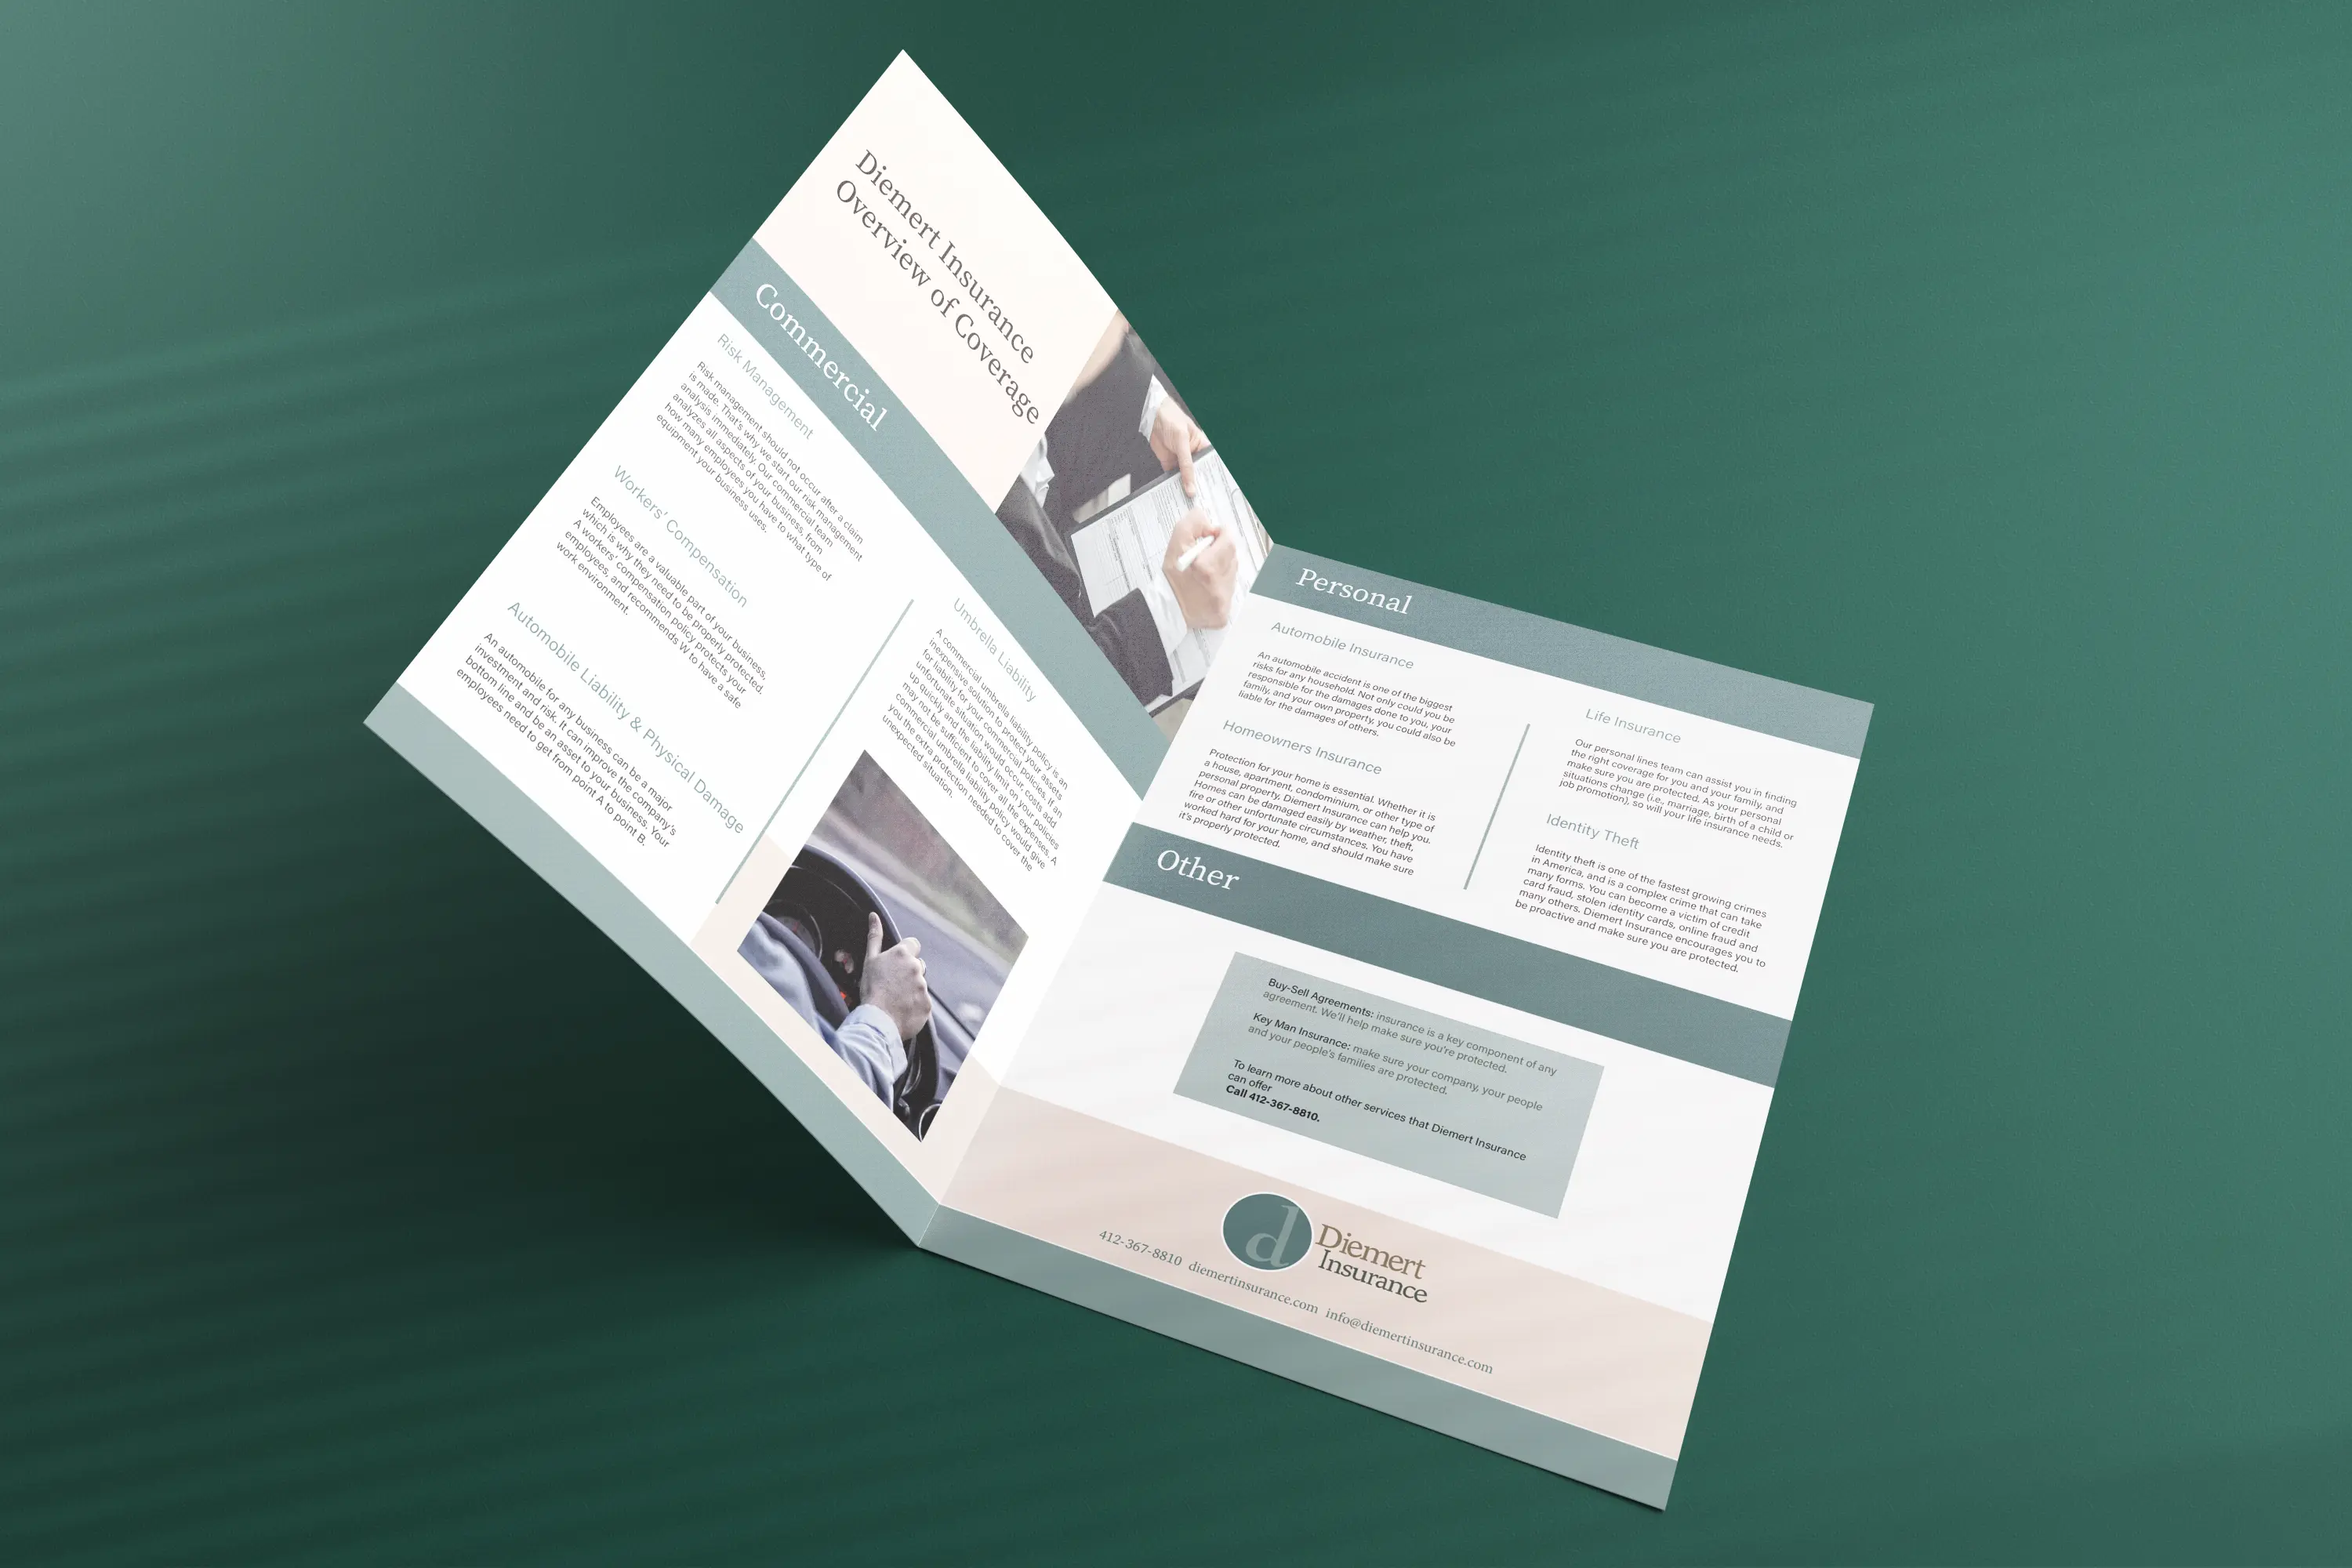 Diemert Insurance
Overview of Coverage
Commercial
Risk Management
Risk management should not occur after a claim
is made. That's why we start our risk management
analysis immediately. Our commercial team
analyzes all aspects of your business, from
how many employees you have to what type of
equipment your business uses.
Workers' Compensation
Employees are a valuable part of your business,
which is why they need to be properly protected.
A workers' compensation policy protects your
employees, and recommends W to have a safe
work environment.
Automobile Liability & Physical Damage
An automobile for any business can be a major
investment and risk. It can improve the company's
bottom line and be an asset to your business. Your
employees need to get from point A to point B.
Umbrella Liability
A commercial umbrella liability policy is an
inexpensive solution to protect your assets
for liability for your commercial policies. If an
unfortunate situation would occur, costs add
up quickly and the liability limit on your policies
may not be sufficient to cover all the expenses. A
commercial umbrella liability policy would give
you the extra protection needed to cover the
unexpected situation.
Personal
Automobile Insurance
An automobile accident is one of the biggest
risks for any household. Not only could you be
responsible for the damages done to you, your
family, and your own property, you could also be
liable for the damages of others.
Homeowners Insurance
Protection for your home is essential. Whether it is
a house, apartment, condominium, or other type of
personal property, Diemert Insurance can help you.
Homes can be damaged easily by weather, theft,
fire or other unfortunate circumstances. You have
worked hard for your home, and should make sure
it's properly protected.
Life Insurance
Our personal lines team can assist you in finding
the right coverage for you and your family, and
make sure you are protected. As your personal
situations change (i.e., marriage, birth of a child or
job promotion), so will your life insurance needs.
Identity Theft
Identity theft is one of the fastest growing crimes
in America, and is a complex crime that can take
many forms. You can become a victim of credit
card fraud, stolen identity cards, online fraud and
many others. Diemert Insurance encourages you to
be proactive and make sure you are protected.
Other
Buy-Sell Agreements: insurance is a key component of any
agreement. We'll help make sure you're protected.
Key Man Insurance: make sure your company, your people
and your people's families are protected.
To learn more about other services that Diemert Insurance
can offer
Call 412-367-8810.
d
Diemert
Insurance
412-367-8810 diemertinsurance.com info@diemertinsurance.com